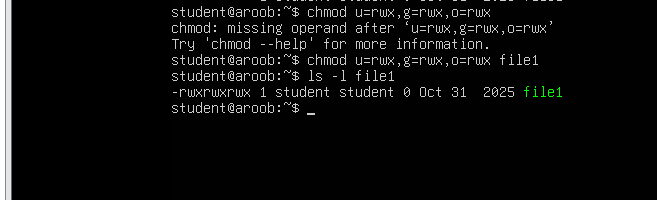 student@aroob:~$ chmod u=rwx,g=rwx,o=rwx
chmod: missing operand after ‘u=rwx,g=rwx,o=rwx’
Try 'chmod --help' for more information.
student@aroob:~$ chmod u=rwx,g=rwx,o=rwx file1
student@aroob:~$ ls -l file1
-rwxrwxrwx 1 student student 0 Oct 31  2025 file1
student@aroob:~$ _